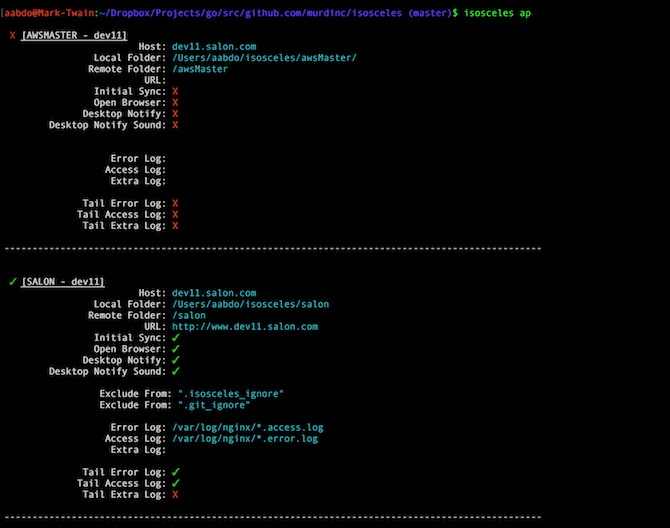 [aabdo@Mark-Twain:~/Dropbox/Projects/go/src/github.com/murdinc/isosceles (master)$ isosceles ap
X [AWSMASTER - dev11]
Host: dev11.salon.com
Local Folder: /Users/aabdo/isosceles/awsMaster/
Remote Folder: /awsMaster
URL:
Initial Sync: X
Open Browser: X
Desktop Notify: X
Desktop Notify Sound: X
Error Log:
Access Log:
Extra Log:
Tail Error Log: X
Tail Access Log: X
Tail Extra Log: X
--------------------------------------------------------------------------------------------------
✓ [SALON - dev11]
Host: dev11.salon.com
Local Folder: /Users/aabdo/isosceles/salon
Remote Folder: /salon
URL: http://www.dev11.salon.com
Initial Sync: ✓
Open Browser: ✓
Desktop Notify: ✓
Desktop Notify Sound: ✓
Exclude From: ".isosceles_ignore"
Exclude From: ".git_ignore"
Error Log: /var/log/nginx/*.access.log
Access Log: /var/log/nginx/*.error.log
Extra Log:
Tail Error Log: ✓
Tail Access Log: ✓
Tail Extra Log: X
--------------------------------------------------------------------------------------------------